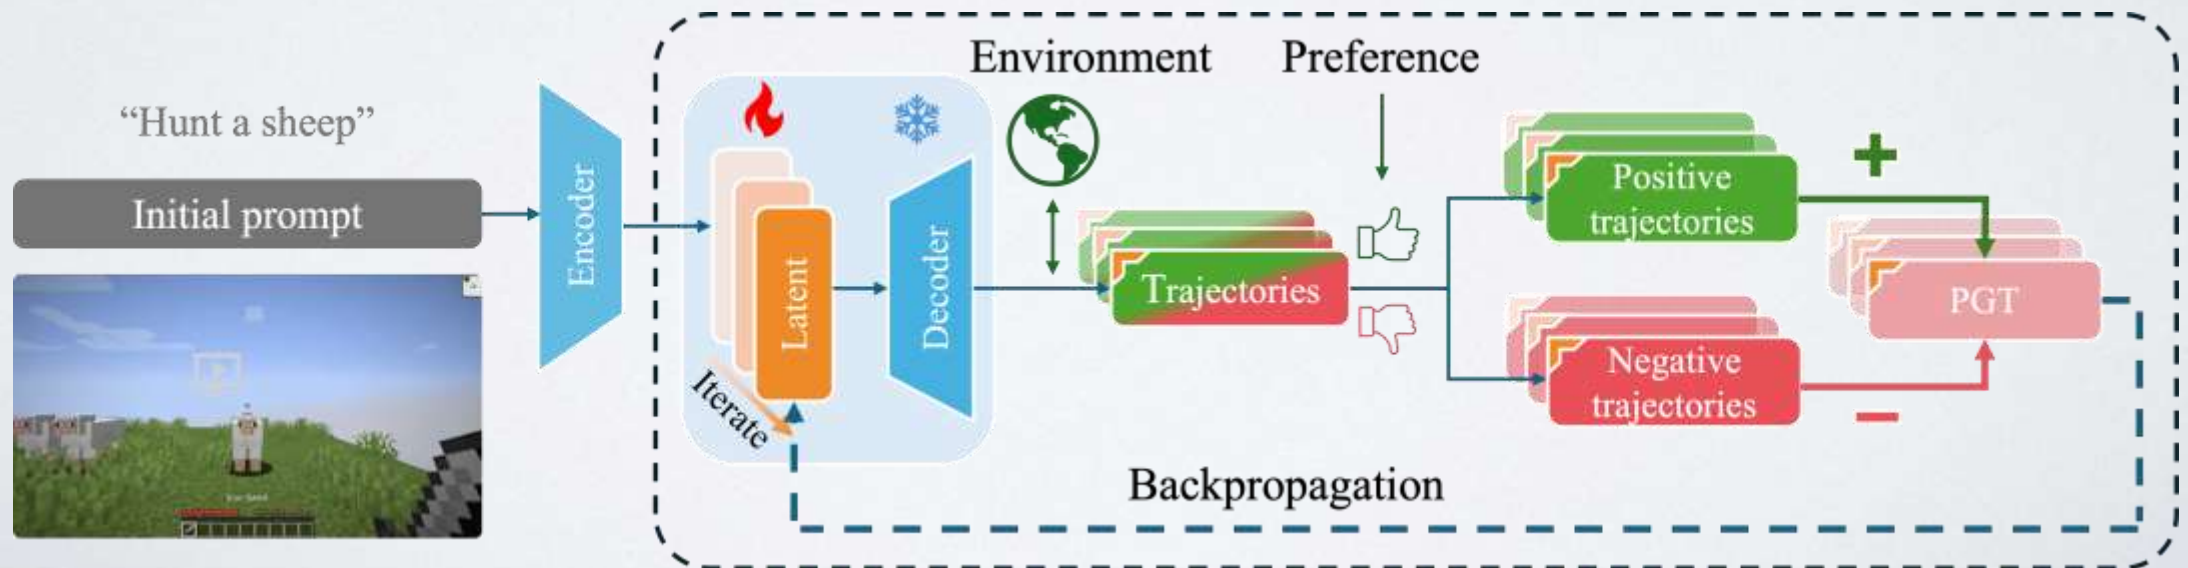 “Hunt a sheep”
Initial prompt
Encoder
Iterate
Latent
Decoder
Environment
Preference
Trajectories
Positive
trajectories
Negative
trajectories
PGT
Backpropagation